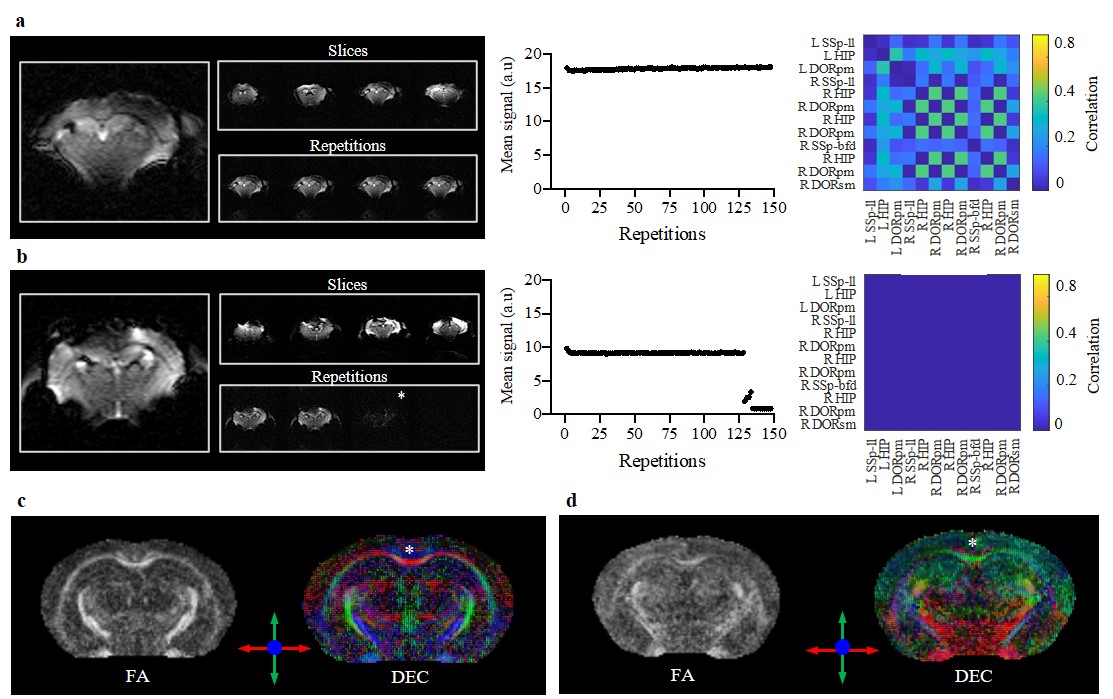 a
Slices
Repetitions
Mean signal (a.u)
20
15
10
5
0
0 25 50 75 100 125 150
Repetitions
L SSp-ll
L HIP
L DORpm
R SSp-ll
R HIP
R DORpm
R HIP
R DORpm
R SSp-bfd
R HIP
R DORpm
R DORsm
L SSp-ll
L HIP
L DORpm
R SSp-ll
R HIP
R DORpm
R HIP
R DORpm
R SSp-bfd
R HIP
R DORpm
R DORsm
0.8
0.4
0.2
0
Correlation
b
Slices
Repetitions
*
Mean signal (a.u)
20
15
10
5
0
0 25 50 75 100 125 150
Repetitions
L SSp-ll
L HIP
L DORpm
R SSp-ll
R HIP
R DORpm
R HIP
R DORpm
R SSp-bfd
R HIP
R DORpm
R DORsm
L SSp-ll
L HIP
L DORpm
R SSp-ll
R HIP
R DORpm
R HIP
R DORpm
R SSp-bfd
R HIP
R DORpm
R DORsm
0.8
0.4
0.2
0
Correlation
c
*
FA
DEC
d
*
FA
DEC